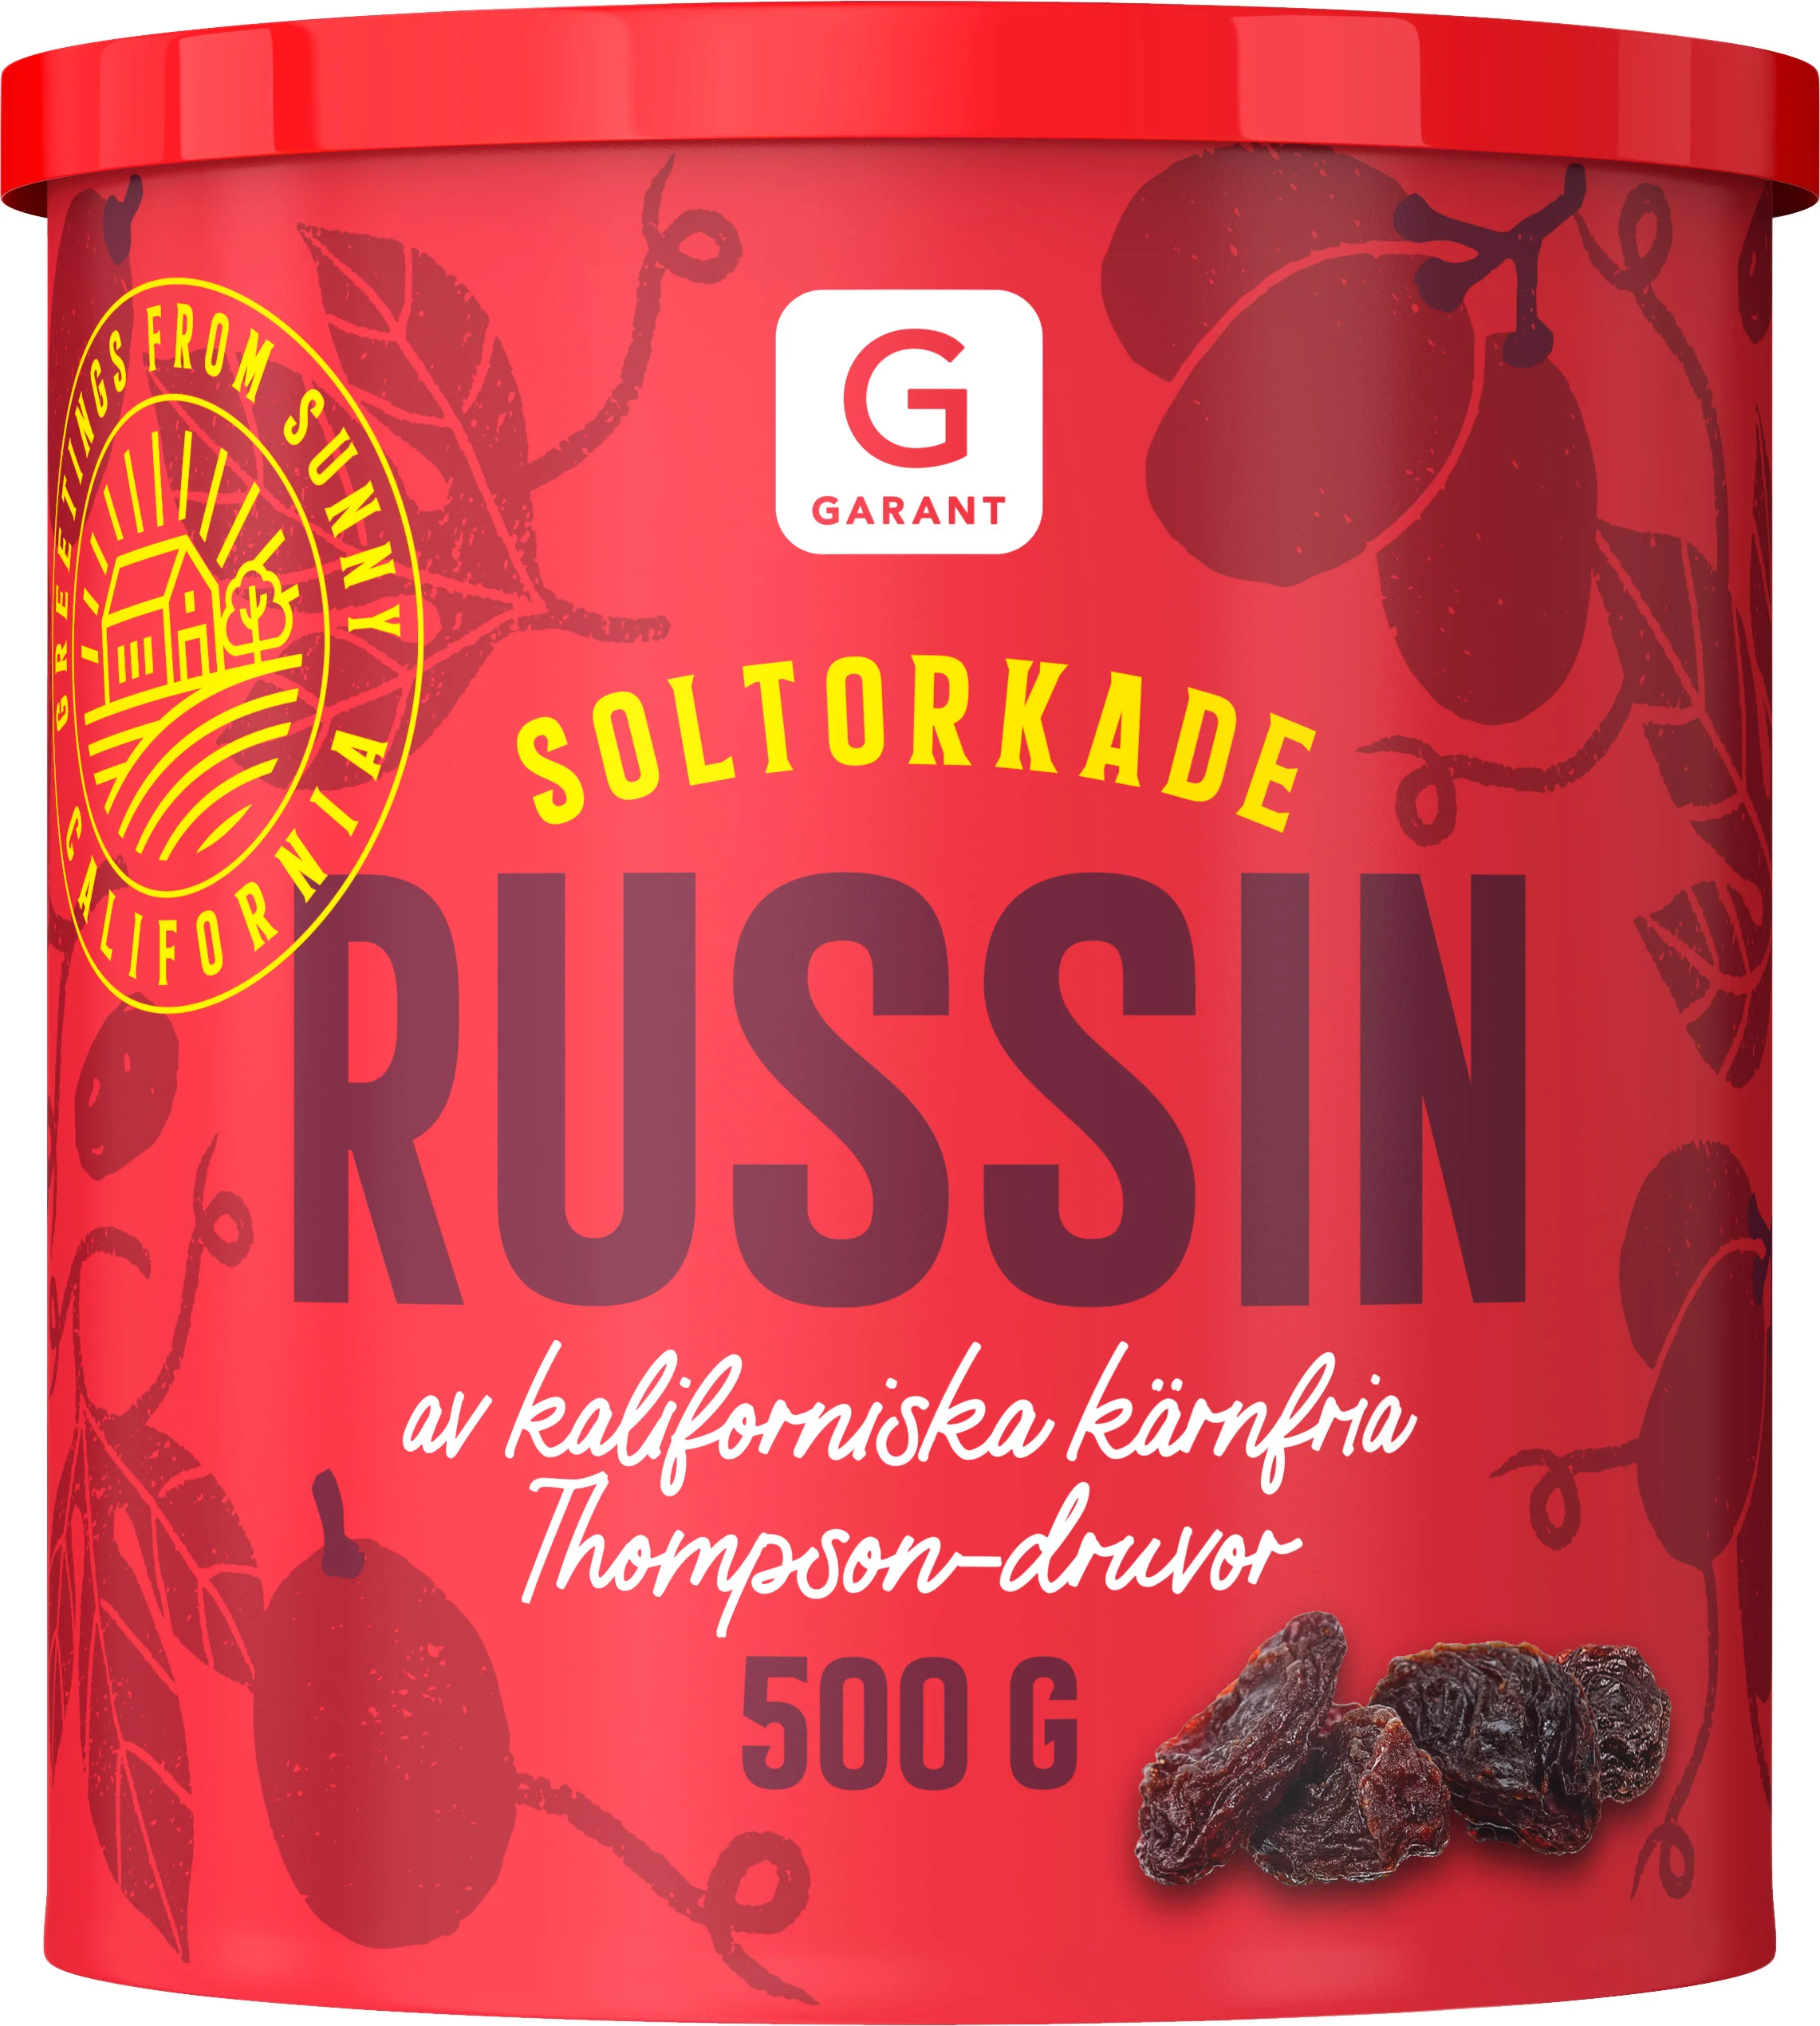 G
GARANT
GREETINGS FROM SUNNY
CALIFORNIA
SOLTORKADE
RUSSIN
av kaliforniska kärnfria
Thompson-druvor
500 G